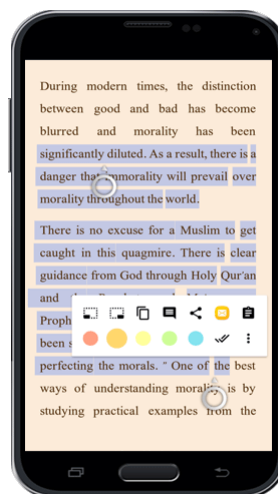 During modern times, the distinction
between good and bad has become
blurred and morality has been
significantly diluted. As a result, there is a
danger that immorality will prevail over
morality throughout the world.
There is no excuse for a Muslim to get
caught in this quagmire. There is clear
guidance from God through Holy Qur'an
and
Proph
been s
perfecting the morals. " One of the best
ways of understanding morality is by
studying practical examples from the